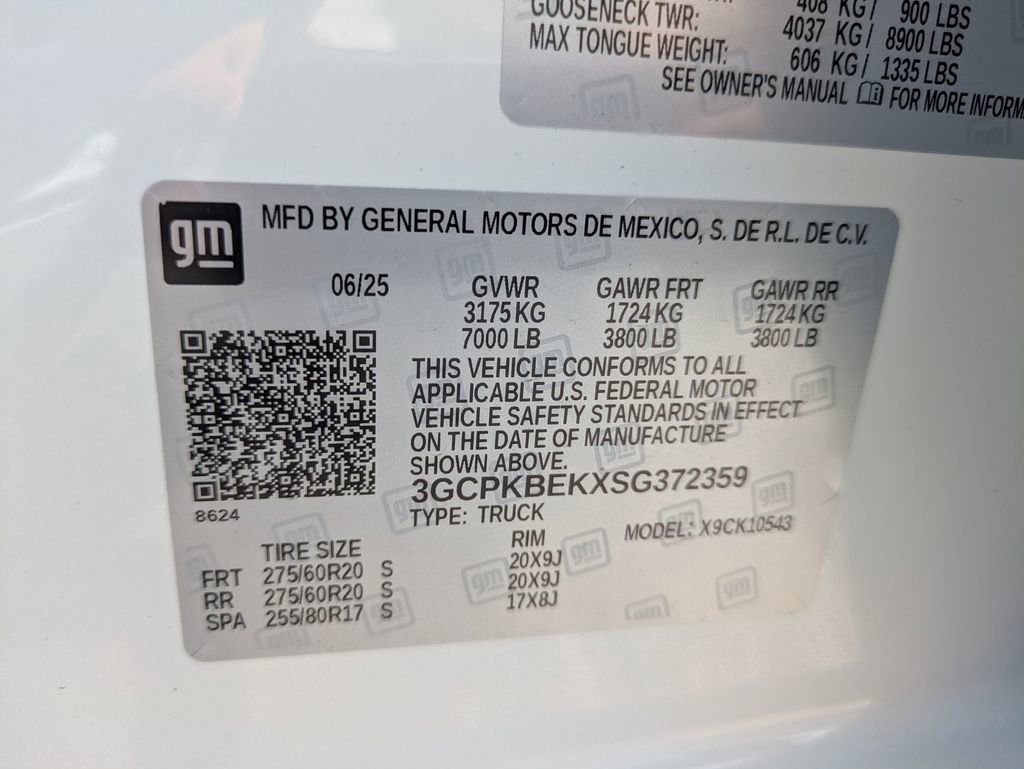 408 KG/ 900 LBS
GOOSENECK TWR: 4037 KG/ 8900 LBS
MAX TONGUE WEIGHT: 606 KG/ 1335 LBS
SEE OWNER'S MANUAL FOR MORE
gm MFD BY GENERAL MOTORS DE MEXICO, S. DE R.L. DE C.V.
06/25 GVWR GAWR FRT GAWR RR
3175 KG 1724 KG 1724 KG
7000 LB 3800 LB 3800 LB
THIS VEHICLE CONFORMS TO ALL
APPLICABLE U.S. FEDERAL MOTOR
VEHICLE SAFETY STANDARDS IN EFFECT
ON THE DATE OF MANUFACTURE
SHOWN ABOVE.
3GCPKBEKXSG372359
8624
TYPE: TRUCK MODEL: X9CK10543
TIRE SIZE RIM
FRT 275/60R20 S 20X9J
RR 275/60R20 S 20X9J
SPA 255/80R17 S 17X8J